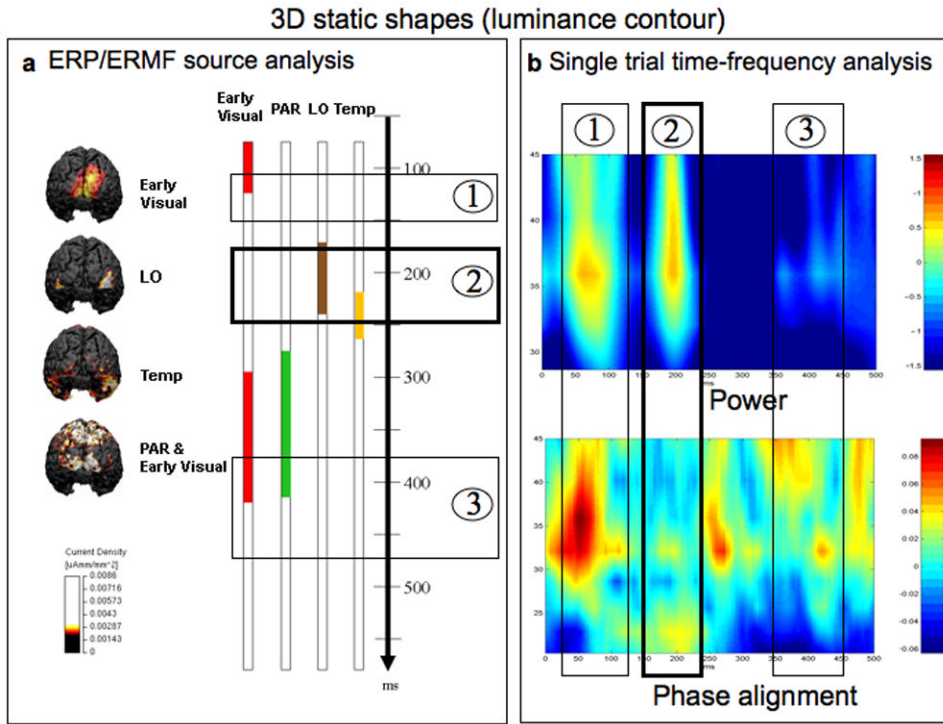 3D static shapes (luminance contour)
a ERP/ERMF source analysis
Early
Visual
PAR LO Temp
Early
Visual
LO
Temp
PAR &
Early Visual
100
200
300
400
500
ms
1
2
3
Current Density
[uAmm/mm^2]
0.0086
0.00716
0.00573
0.0043
0.00287
0.00143
0
b Single trial time-frequency analysis
1
2
3
45
40
35
30
0 50 100 150 200 250 300 350 400 450 500
ms
1.5
1
0.5
0
-0.5
-1
-1.5
Power
45
40
35
30
25
0 50 100 150 200 250 300 350 400 450 500
ms
0.08
0.06
0.04
0.02
0
-0.02
-0.04
-0.06
Phase alignment